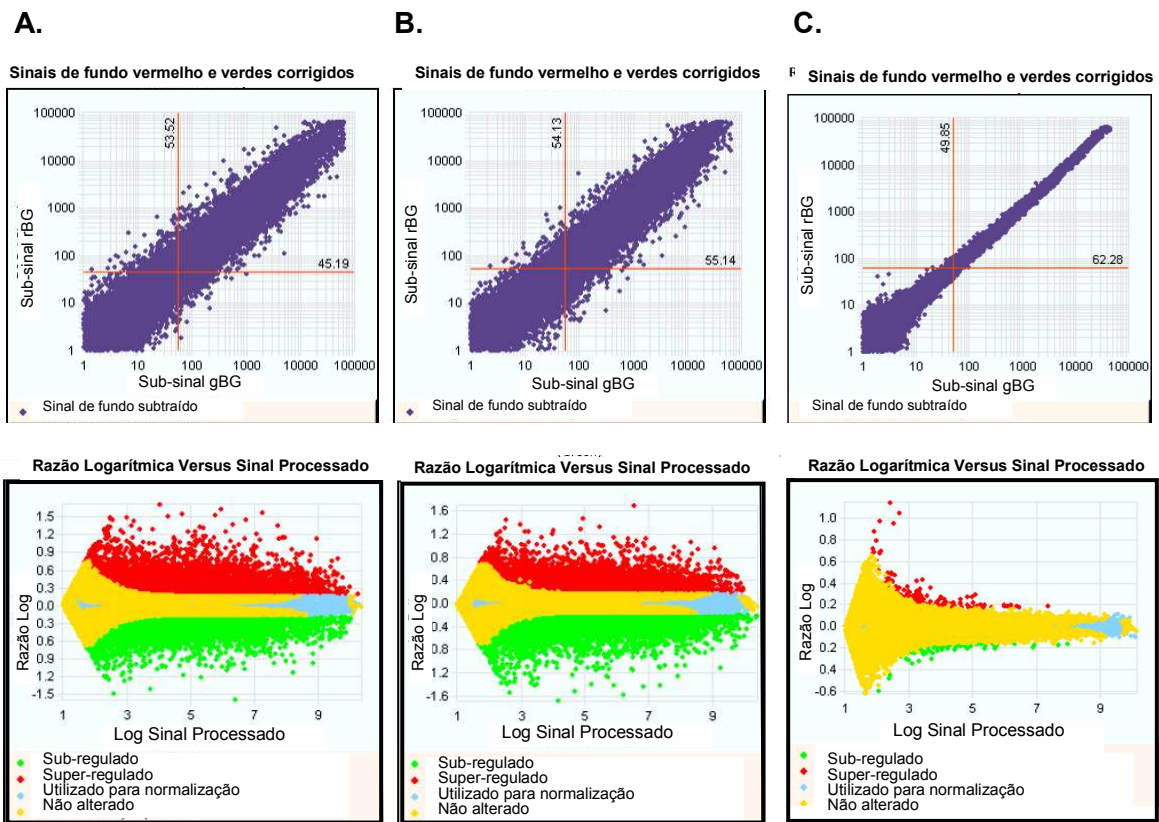 A.
B.
C.
Sinais de fundo vermelho e verdes corrigidos
Sub-sinal rBG
100000
10000
1000
100
10
1
53.52
45.19
1 10 100 1000 10000 100000
Sub-sinal gBG
Sinal de fundo subtraído
Sinais de fundo vermelho e verdes corrigidos
Sub-sinal rBG
100000
10000
1000
100
10
1
54.13
55.14
1 10 100 1000 10000 100000
Sub-sinal gBG
Sinal de fundo subtraído
Sinais de fundo vermelho e verdes corrigidos
Sub-sinal rBG
100000
10000
1000
100
10
1
49.85
62.28
1 10 100 1000 10000 100000
Sub-sinal gBG
Sinal de fundo subtraído
Razão Logarítmica Versus Sinal Processado
Razão Log
1.5
1.2
0.9
0.6
0.3
0.0
0.3
0.6
0.9
1.2
-1.5
1 3 5 7 9
Log Sinal Processado
Sub-regulado
Super-regulado
Utilizado para normalização
Não alterado
Razão Logarítmica Versus Sinal Processado
Razão Log
1.6
1.2
0.8
0.4
0.0
0.4
0.8
1.2
-1.6
1 3 5 7 9
Log Sinal Processado
Sub-regulado
Super-regulado
Utilizado para normalização
Não alterado
Razão Logarítmica Versus Sinal Processado
Razão Log
1.0
0.8
0.6
0.4
0.2
0.0
0.2
0.4
-0.6
1 3 5 7 9
Log Sinal Processado
Sub-regulado
Super-regulado
Utilizado para normalização
Não alterado